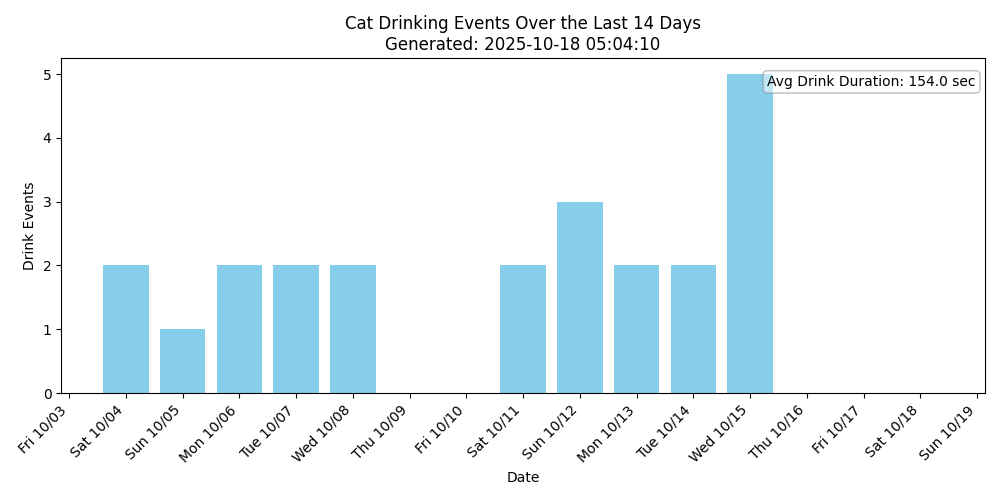 Cat Drinking Events Over the Last 14 Days
Generated: 2025-10-18 05:04:10
Avg Drink Duration: 154.0 sec
Drink Events
5
4
3
2
1
0
Fri 10/03
Sat 10/04
Sun 10/05
Mon 10/06
Tue 10/07
Wed 10/08
Thu 10/09
Fri 10/10
Sat 10/11
Sun 10/12
Mon 10/13
Tue 10/14
Wed 10/15
Thu 10/16
Fri 10/17
Sat 10/18
Sun 10/19
Date